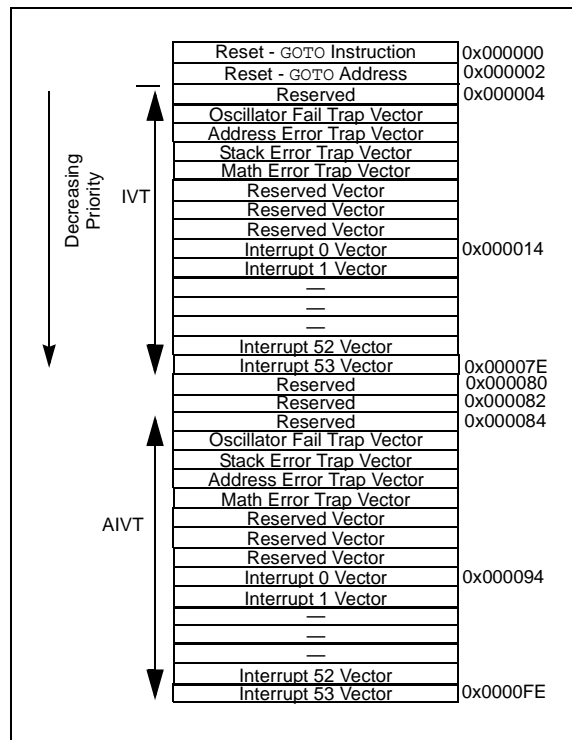 Reset - GOTO Instruction 0x000000
Reset - GOTO Address 0x000002
Reserved 0x000004
Oscillator Fail Trap Vector
Address Error Trap Vector
Stack Error Trap Vector
Math Error Trap Vector
Reserved Vector
Reserved Vector
Reserved Vector
Interrupt 0 Vector 0x000014
Interrupt 1 Vector
—
—
—
Interrupt 52 Vector
Interrupt 53 Vector 0x00007E
Reserved 0x000080
Reserved 0x000082
Reserved 0x000084
Oscillator Fail Trap Vector
Stack Error Trap Vector
Address Error Trap Vector
Math Error Trap Vector
Reserved Vector
Reserved Vector
Reserved Vector
Interrupt 0 Vector 0x000094
Interrupt 1 Vector
—
—
—
Interrupt 52 Vector
Interrupt 53 Vector 0x0000FE
Decreasing
Priority
IVT
AIVT